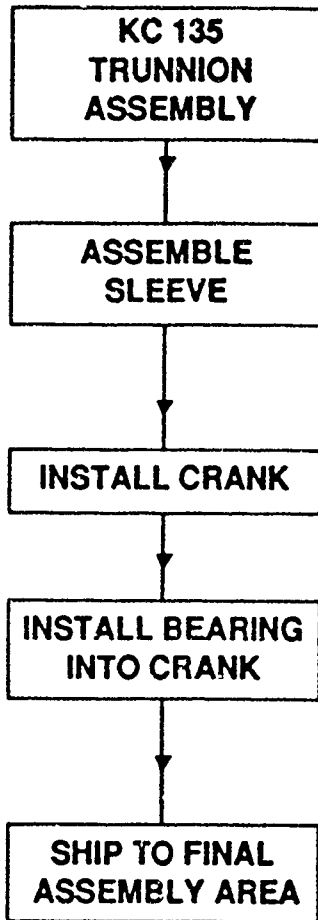 KC 135
TRUNNION
ASSEMBLY
ASSEMBLE
SLEEVE
INSTALL CRANK
INSTALL BEARING
INTO CRANK
SHIP TO FINAL
ASSEMBLY AREA